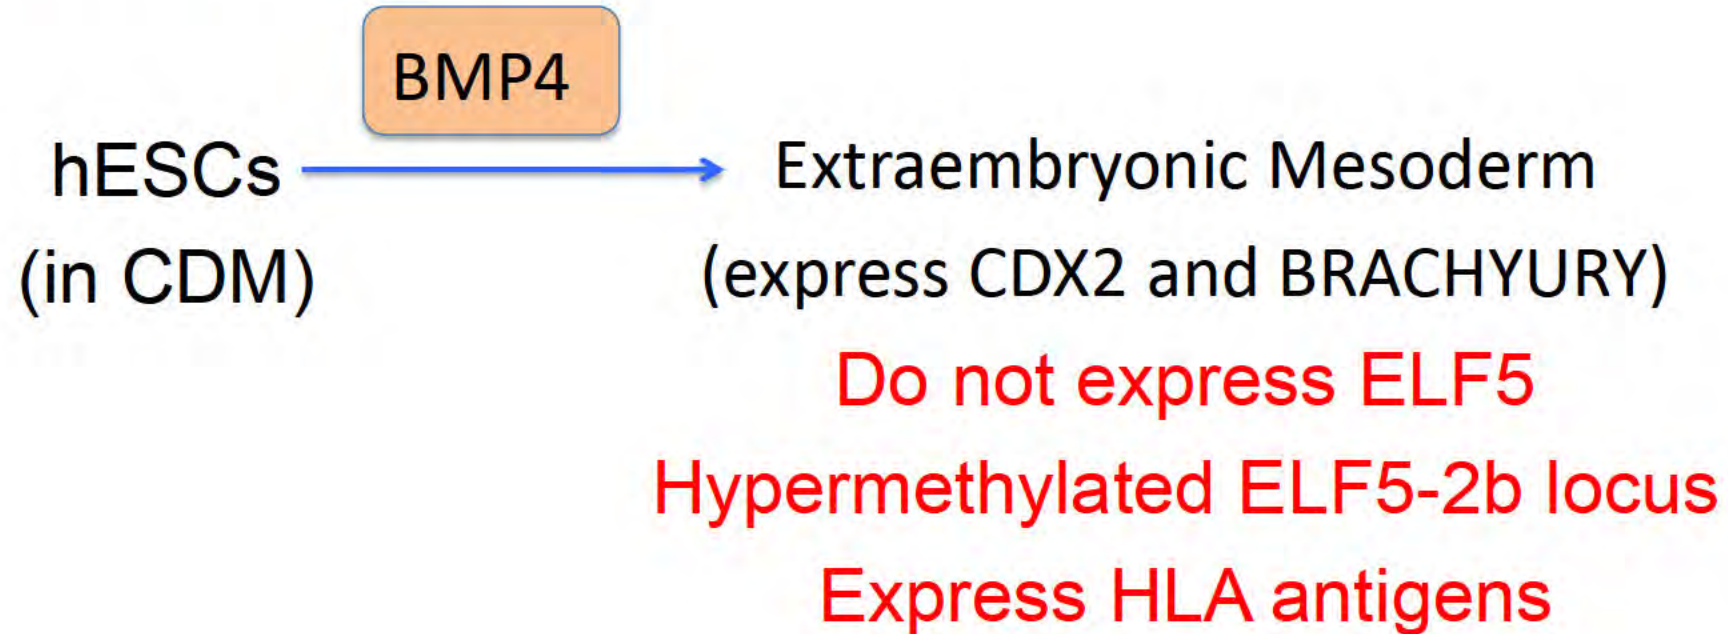 BMP4
hESCs
Extraembryonic Mesoderm
(in CDM)
(express CDX2 and BRACHYURY)
Do not express ELF5
Hypermethylated ELF5-2b locus
Express HLA antigens